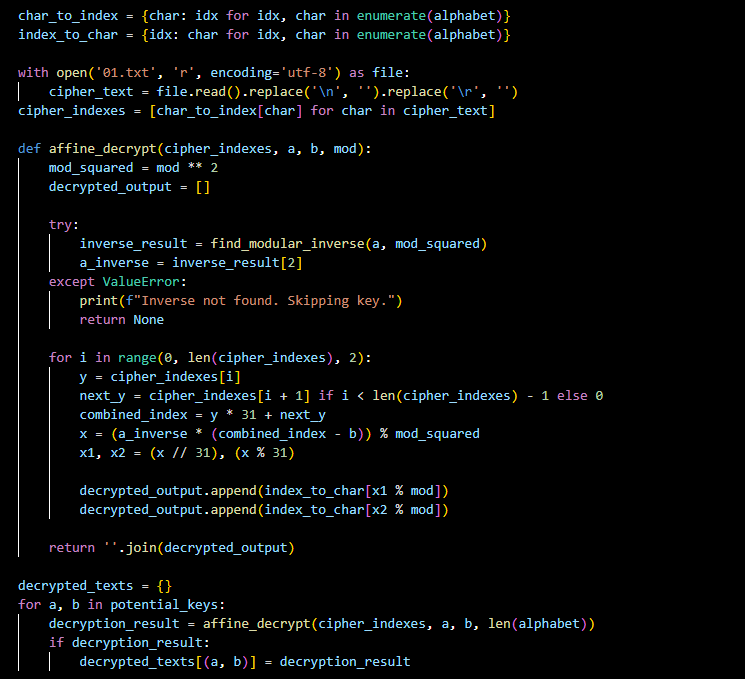 char_to_index = {char: idx for idx, char in enumerate(alphabet)}
index_to_char = {idx: char for idx, char in enumerate(alphabet)}

with open('01.txt', 'r', encoding='utf-8') as file:
    cipher_text = file.read().replace('\n', '').replace('\r', '')
cipher_indexes = [char_to_index[char] for char in cipher_text]

def affine_decrypt(cipher_indexes, a, b, mod):
    mod_squared = mod ** 2
    decrypted_output = []

    try:
        inverse_result = find_modular_inverse(a, mod_squared)
        a_inverse = inverse_result[2]
    except ValueError:
        print(f"Inverse not found. Skipping key.")
        return None

    for i in range(0, len(cipher_indexes), 2):
        y = cipher_indexes[i]
        next_y = cipher_indexes[i + 1] if i < len(cipher_indexes) - 1 else 0
        combined_index = y * 31 + next_y
        x = (a_inverse * (combined_index - b)) % mod_squared
        x1, x2 = (x // 31), (x % 31)

        decrypted_output.append(index_to_char[x1 % mod])
        decrypted_output.append(index_to_char[x2 % mod])

    return ''.join(decrypted_output)

decrypted_texts = {}
for a, b in potential_keys:
    decryption_result = affine_decrypt(cipher_indexes, a, b, len(alphabet))
    if decryption_result:
        decrypted_texts[(a, b)] = decryption_result